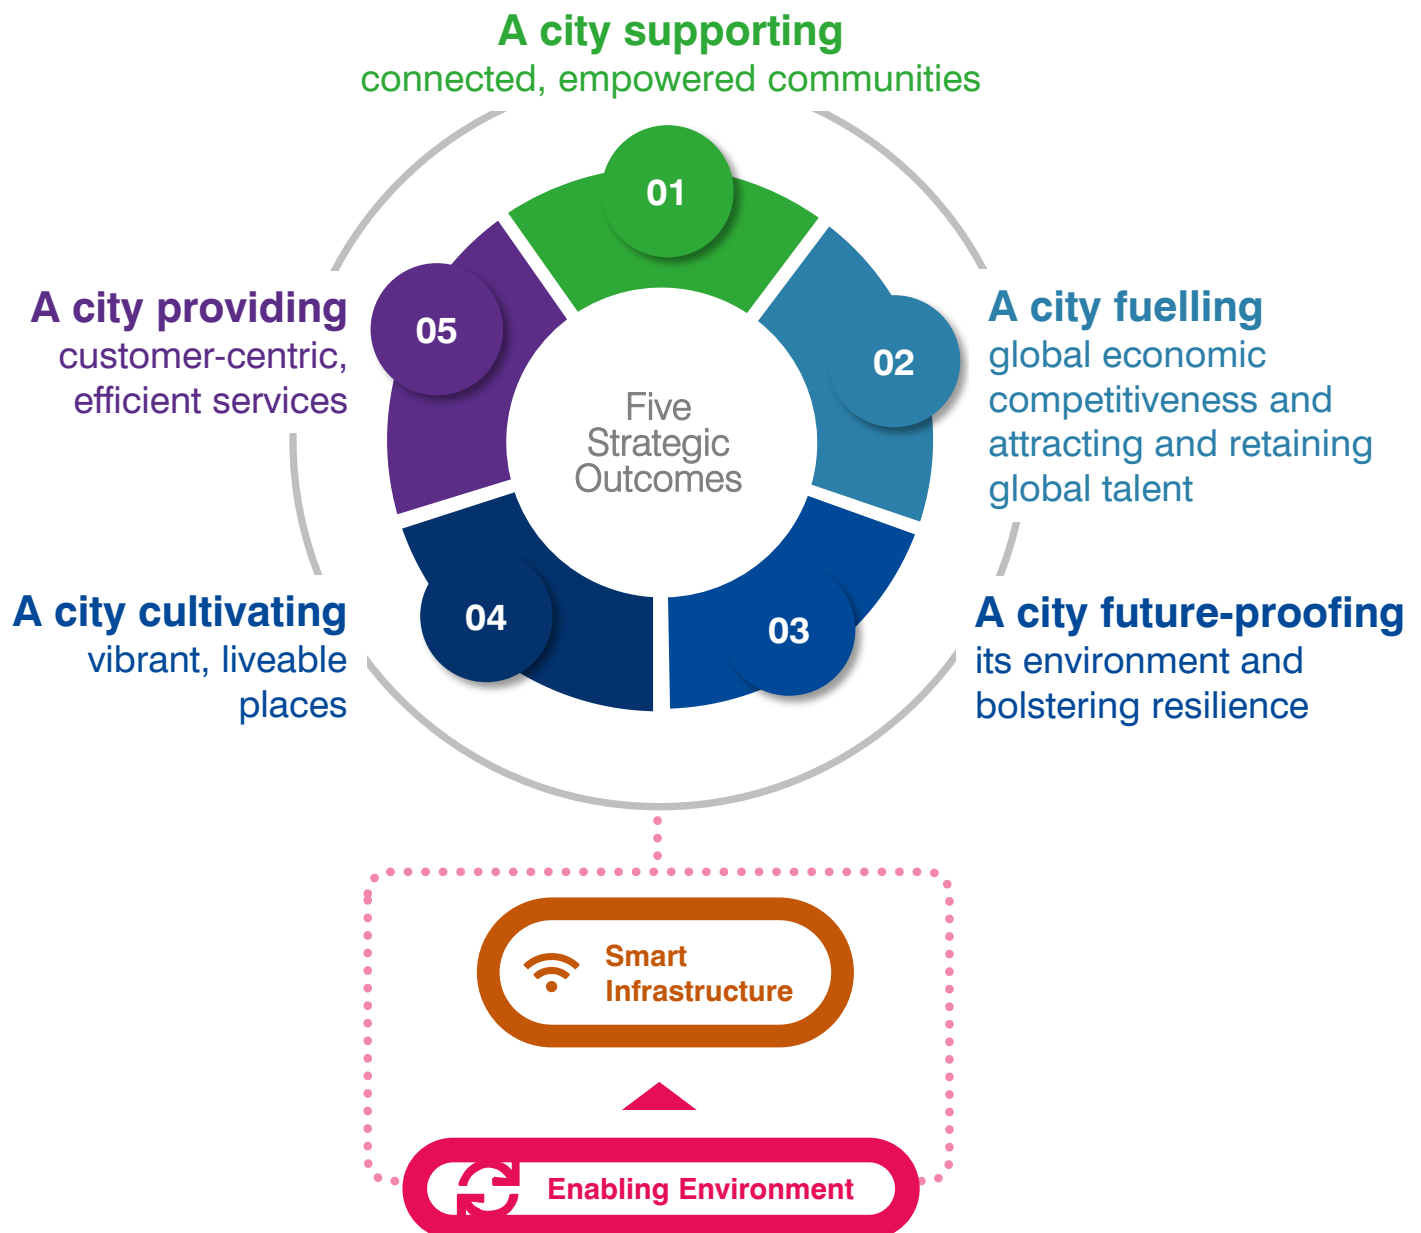 A city supporting
connected, empowered communities
01
02
03
04
05
Five
Strategic
Outcomes
A city fuelling
global economic
competitiveness and
attracting and retaining
global talent
A city future-proofing
its environment and
bolstering resilience
A city cultivating
vibrant, liveable
places
A city providing
customer-centric,
efficient services
Smart
Infrastructure
Enabling Environment